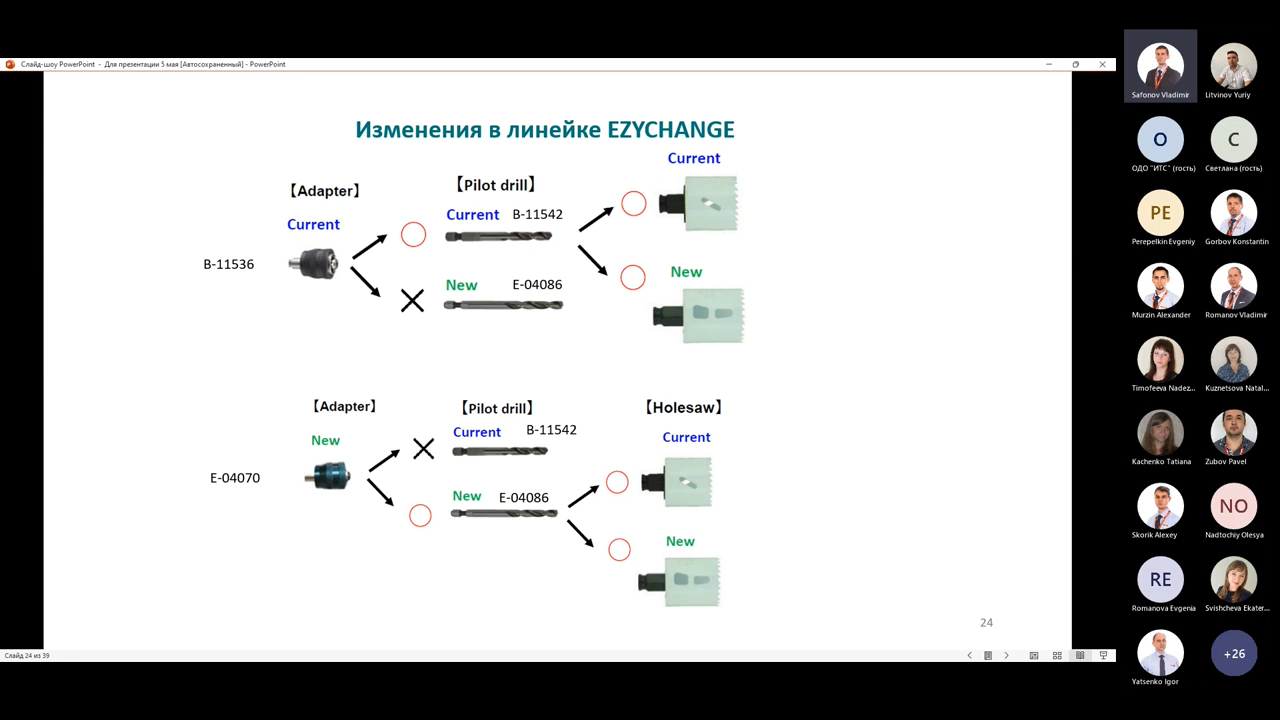 Слайд-шоу PowerPoint - Для презентации 5 мая [Автосохраненный] - PowerPoint
Изменения в линейке EZYCHANGE
Current
【Adapter】
【Pilot drill】
Current
Current B-11542
B-11536
New E-04086
New
【Adapter】
【Pilot drill】
【Holesaw】
New
Current B-11542
Current
E-04070
New E-04086
New
24
Слайд 24 из 39
Safonov Vladimir
Litvinov Yuriy
О
С
ОДО "ИТС" (гость)
Светлана (гость)
PE
Perepelkin Evgeniy
Gorbov Konstantin
Murzin Alexander
Romanov Vladimir
Timofeeva Nadez...
Kuznetsova Natal...
Kachenko Tatiana
Zubov Pavel
Skorik Alexey
NO
Nadtochiy Olesya
RE
Romanova Evgenia
Svishcheva Ekater...
Yatsenko Igor
+26